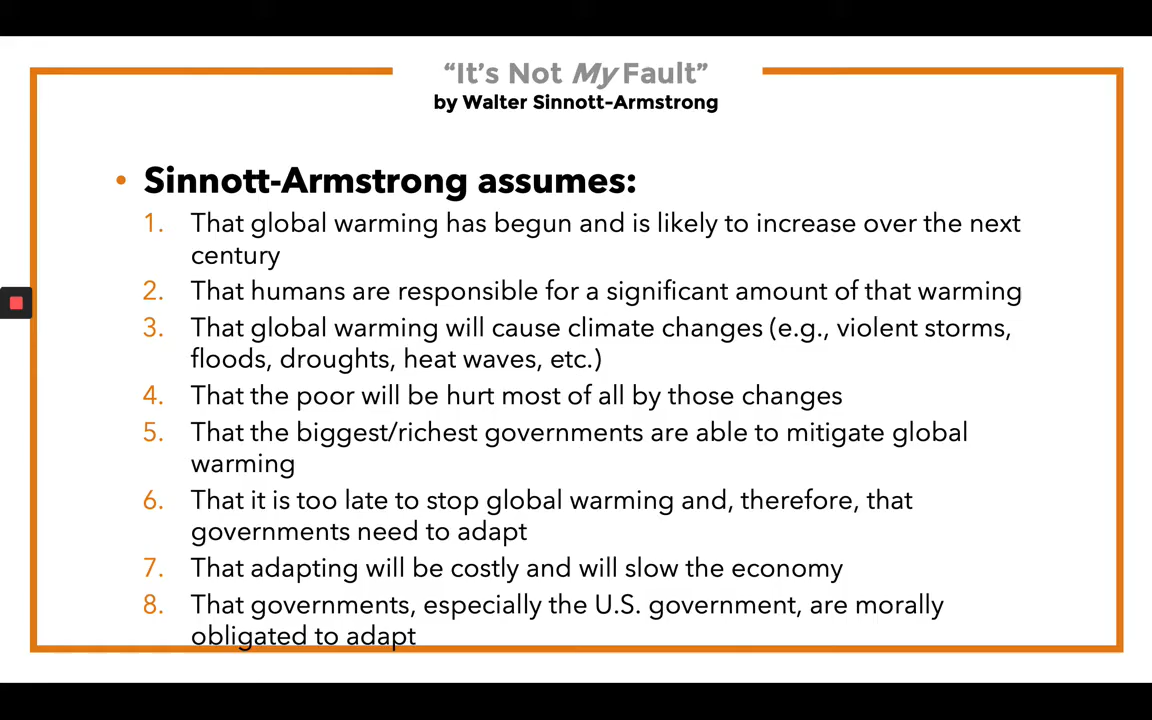 “It’s Not My Fault”
by Walter Sinnott-Armstrong
• Sinnott-Armstrong assumes:
1. That global warming has begun and is likely to increase over the next
century
2. That humans are responsible for a significant amount of that warming
3. That global warming will cause climate changes (e.g., violent storms,
floods, droughts, heat waves, etc.)
4. That the poor will be hurt most of all by those changes
5. That the biggest/richest governments are able to mitigate global
warming
6. That it is too late to stop global warming and, therefore, that
governments need to adapt
7. That adapting will be costly and will slow the economy
8. That governments, especially the U.S. government, are morally
obligated to adapt